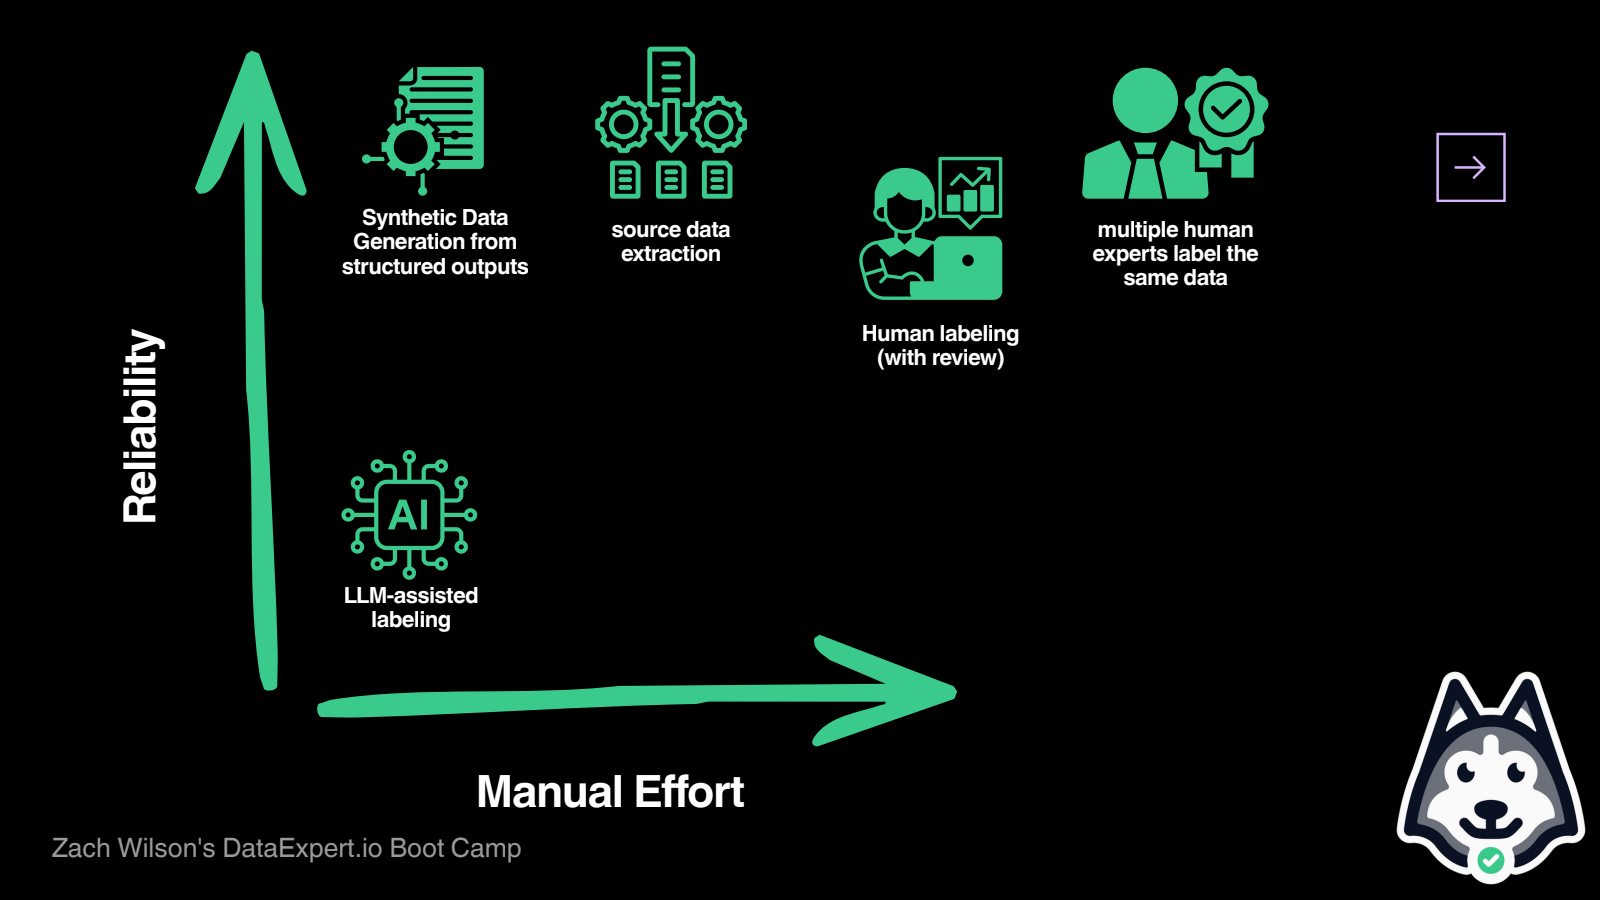 Synthetic Data
Generation from
structured outputs
source data
extraction
Human labeling
(with review)
multiple human
experts label the
same data
Reliability
AI
LLM-assisted
labeling
Manual Effort
Zach Wilson's DataExpert.io Boot Camp